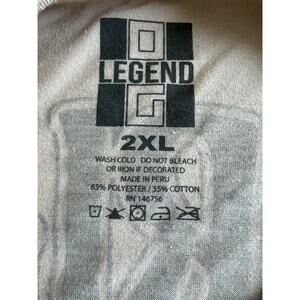 O
LEGEND
G
2XL
WASH COLD DO NOT BLEACH
OR IRON IF DECORATED
MADE IN PERU
65% POLYESTER / 35% COTTON
RN 146756